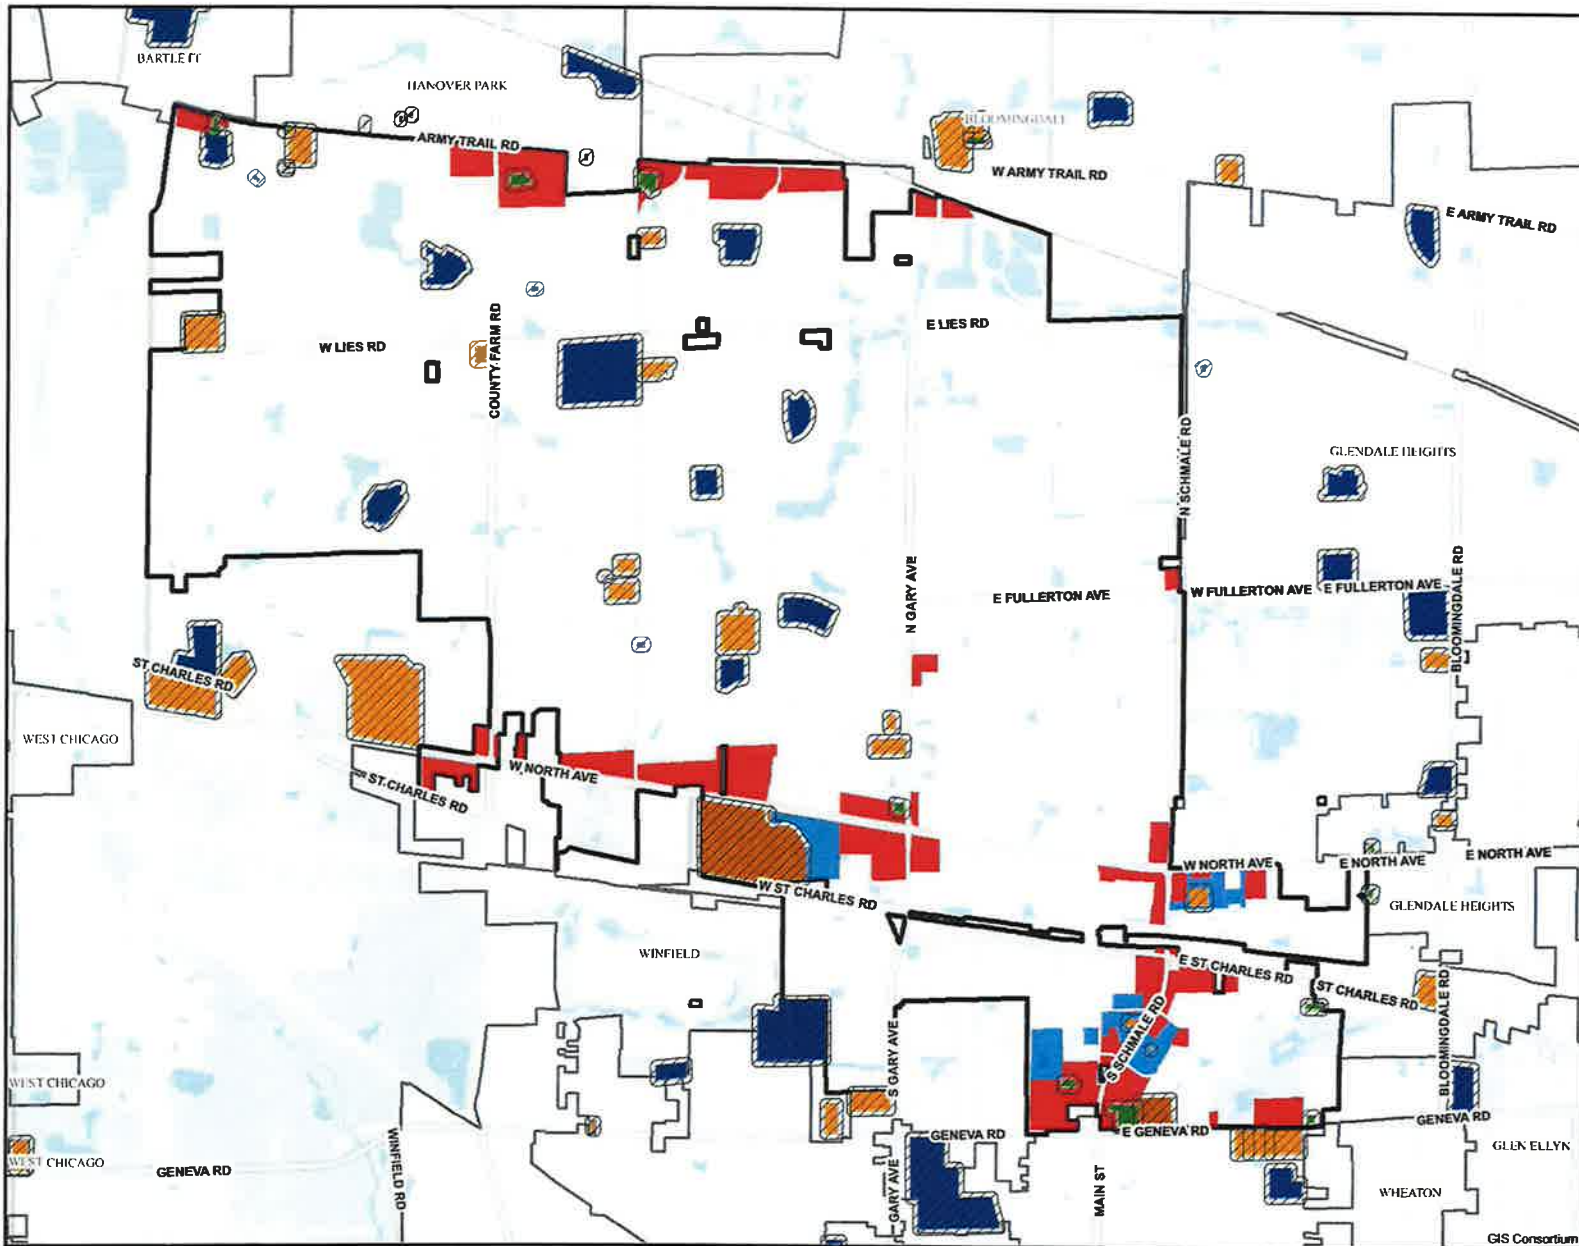 BARTLETT
HANOVER PARK
ARMY TRAIL RD
BLOOMINGDALE
W ARMY TRAIL RD
E ARMY TRAIL RD
W LIES RD
COUNTY FARM RD
E LIES RD
N SCHMALE RD
GLENDALE HEIGHTS
N GARY AVE
E FULLERTON AVE
W FULLERTON AVE
E FULLERTON AVE
BLOOMINGDALE RD
ST CHARLES RD
WEST CHICAGO
ST CHARLES RD
W NORTH AVE
W NORTH AVE
E NORTH AVE
E NORTH AVE
W ST CHARLES RD
GLENDALE HEIGHTS
WINFIELD
E ST CHARLES RD
ST CHARLES RD
S SCHMALE RD
S GARY AVE
BLOOMINGDALE RD
WEST CHICAGO
GENEVA RD
E GENEVA RD
GENEVA RD
WEST CHICAGO
GENEVA RD
WINFIELD RD
GARY AVE
MAIN ST
GLEN ELLYN
WHEATON
GIS Consortium